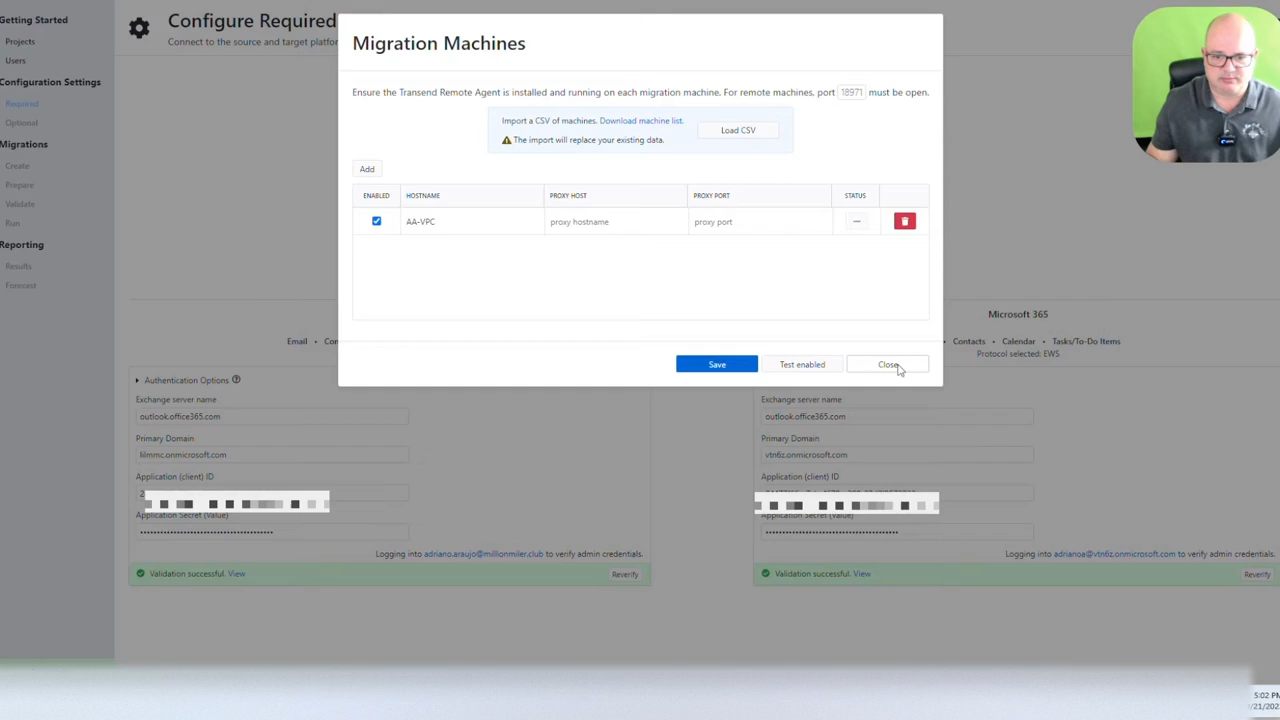 Getting Started
Projects
Users
Configuration Settings
Required
Optional
Migrations
Create
Prepare
Validate
Run
Reporting
Results
Forecast
Configure Required
Connect to the source and target
Migration Machines
Ensure the Transend Remote Agent is installed and running on each migration machine. For remote machines, port 18971 must be open.
Import a CSV of machines. Download machine list.
The import will replace your existing data.
Load CSV
Add
ENABLED HOSTNAME PROXY HOST PROXY PORT STATUS
AA-VPC proxy hostname proxy port
Save Test enabled Close
Email
Authentication Options
Exchange server name
outlook.office365.com
Primary Domain
lilmmc.onmicrosoft.com
Application (client) ID
2
Application Secret (Value)
Logging into adriano.araujo@millionmiler.club to verify admin credentials.
Validation successful. View
Reverify
Microsoft 365
Contacts • Calendar • Tasks/To-Do Items
Protocol selected: EWS
Exchange server name
outlook.office365.com
Primary Domain
vtn6z.onmicrosoft.com
Application (client) ID
Application Secret (Value)
Logging into adrianoa@vtn6z.onmicrosoft.com to verify admin credentials.
Validation successful. View
Reverify
5:02 PM